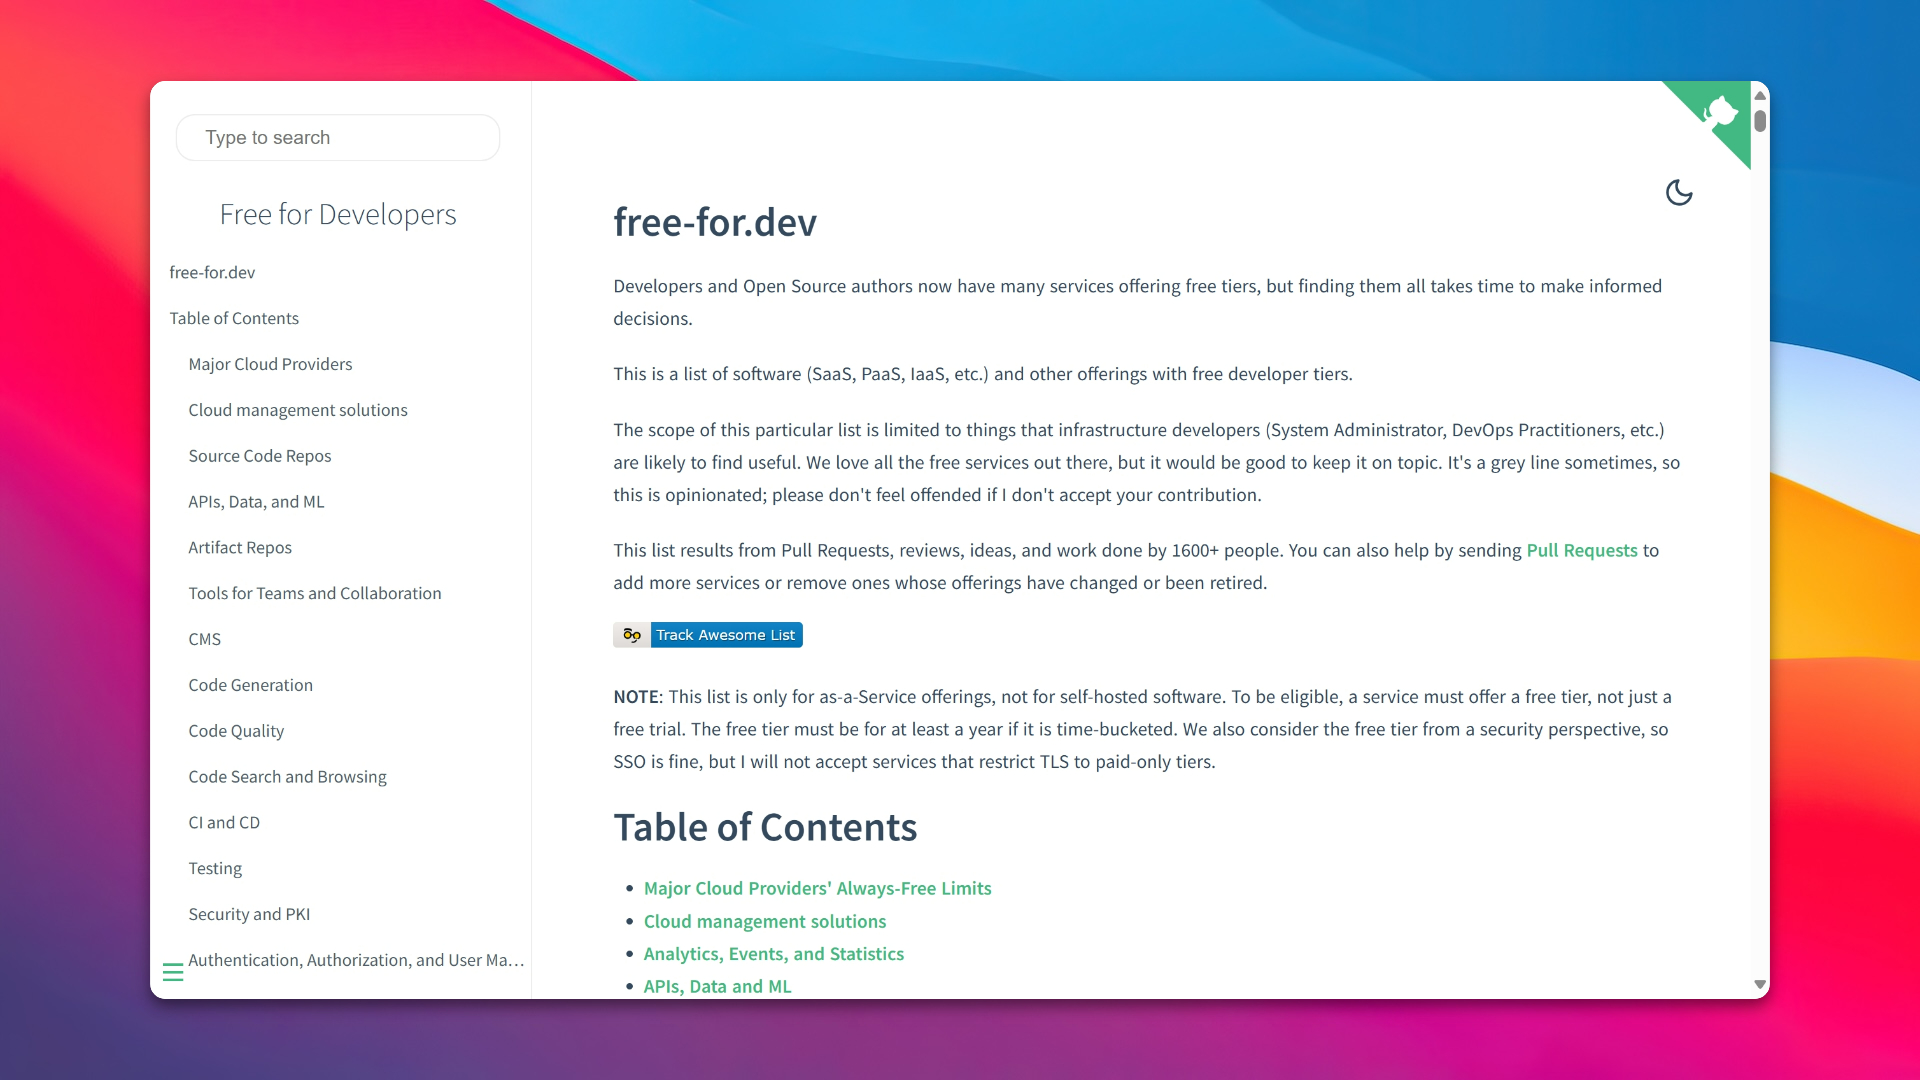 Type to search
Free for Developers
free-for.dev
Table of Contents
Major Cloud Providers
Cloud management solutions
Source Code Repos
APIs, Data, and ML
Artifact Repos
Tools for Teams and Collaboration
CMS
Code Generation
Code Quality
Code Search and Browsing
CI and CD
Testing
Security and PKI
Authentication, Authorization, and User Ma...
free-for.dev
Developers and Open Source authors now have many services offering free tiers, but finding them all takes time to make informed
decisions.
This is a list of software (SaaS, PaaS, IaaS, etc.) and other offerings with free developer tiers.
The scope of this particular list is limited to things that infrastructure developers (System Administrator, DevOps Practitioners, etc.)
are likely to find useful. We love all the free services out there, but it would be good to keep it on topic. It's a grey line sometimes, so
this is opinionated; please don't feel offended if I don't accept your contribution.
This list results from Pull Requests, reviews, ideas, and work done by 1600+ people. You can also help by sending Pull Requests to
add more services or remove ones whose offerings have changed or been retired.
Track Awesome List
NOTE: This list is only for as-a-Service offerings, not for self-hosted software. To be eligible, a service must offer a free tier, not just a
free trial. The free tier must be for at least a year if it is time-bucketed. We also consider the free tier from a security perspective, so
SSO is fine, but I will not accept services that restrict TLS to paid-only tiers.
Table of Contents
• Major Cloud Providers' Always-Free Limits
• Cloud management solutions
• Analytics, Events, and Statistics
• APIs, Data and ML